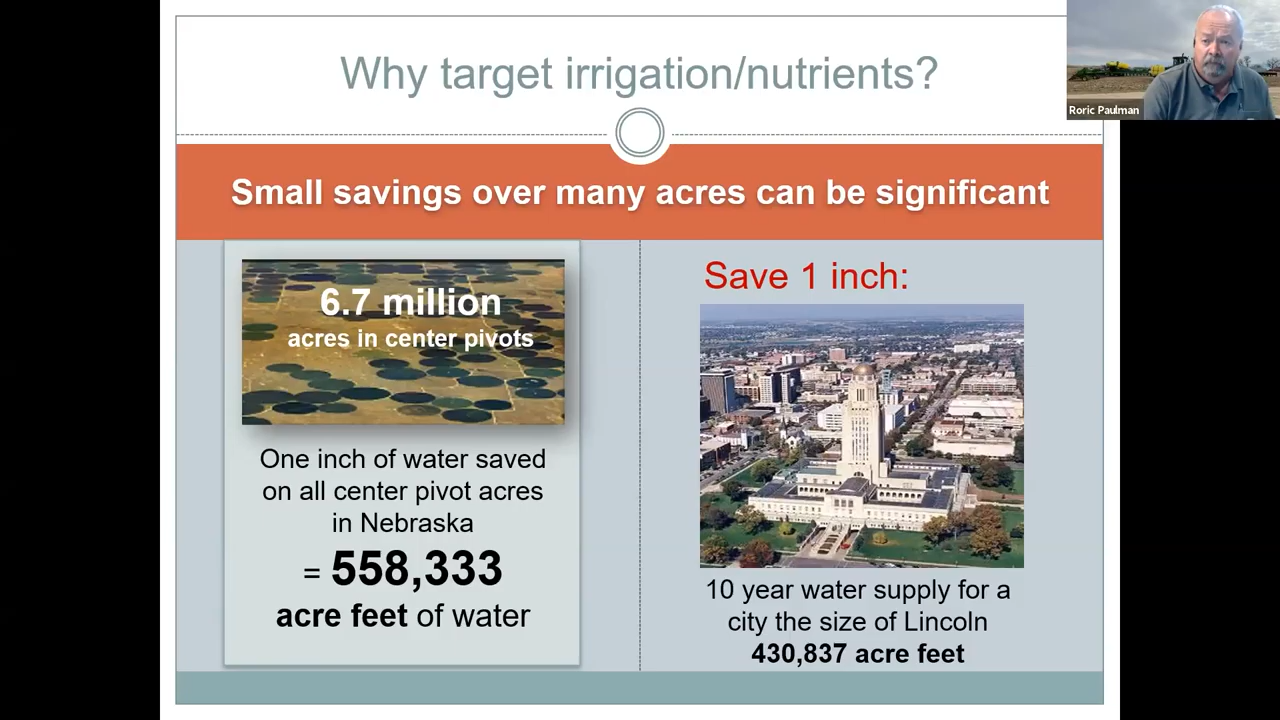 Why target irrigation/nutrients?
Roric Paulman
Small savings over many acres can be significant
6.7 million
acres in center pivots
One inch of water saved
on all center pivot acres
in Nebraska
= 558,333
acre feet of water
Save 1 inch:
10 year water supply for a
city the size of Lincoln
430,837 acre feet